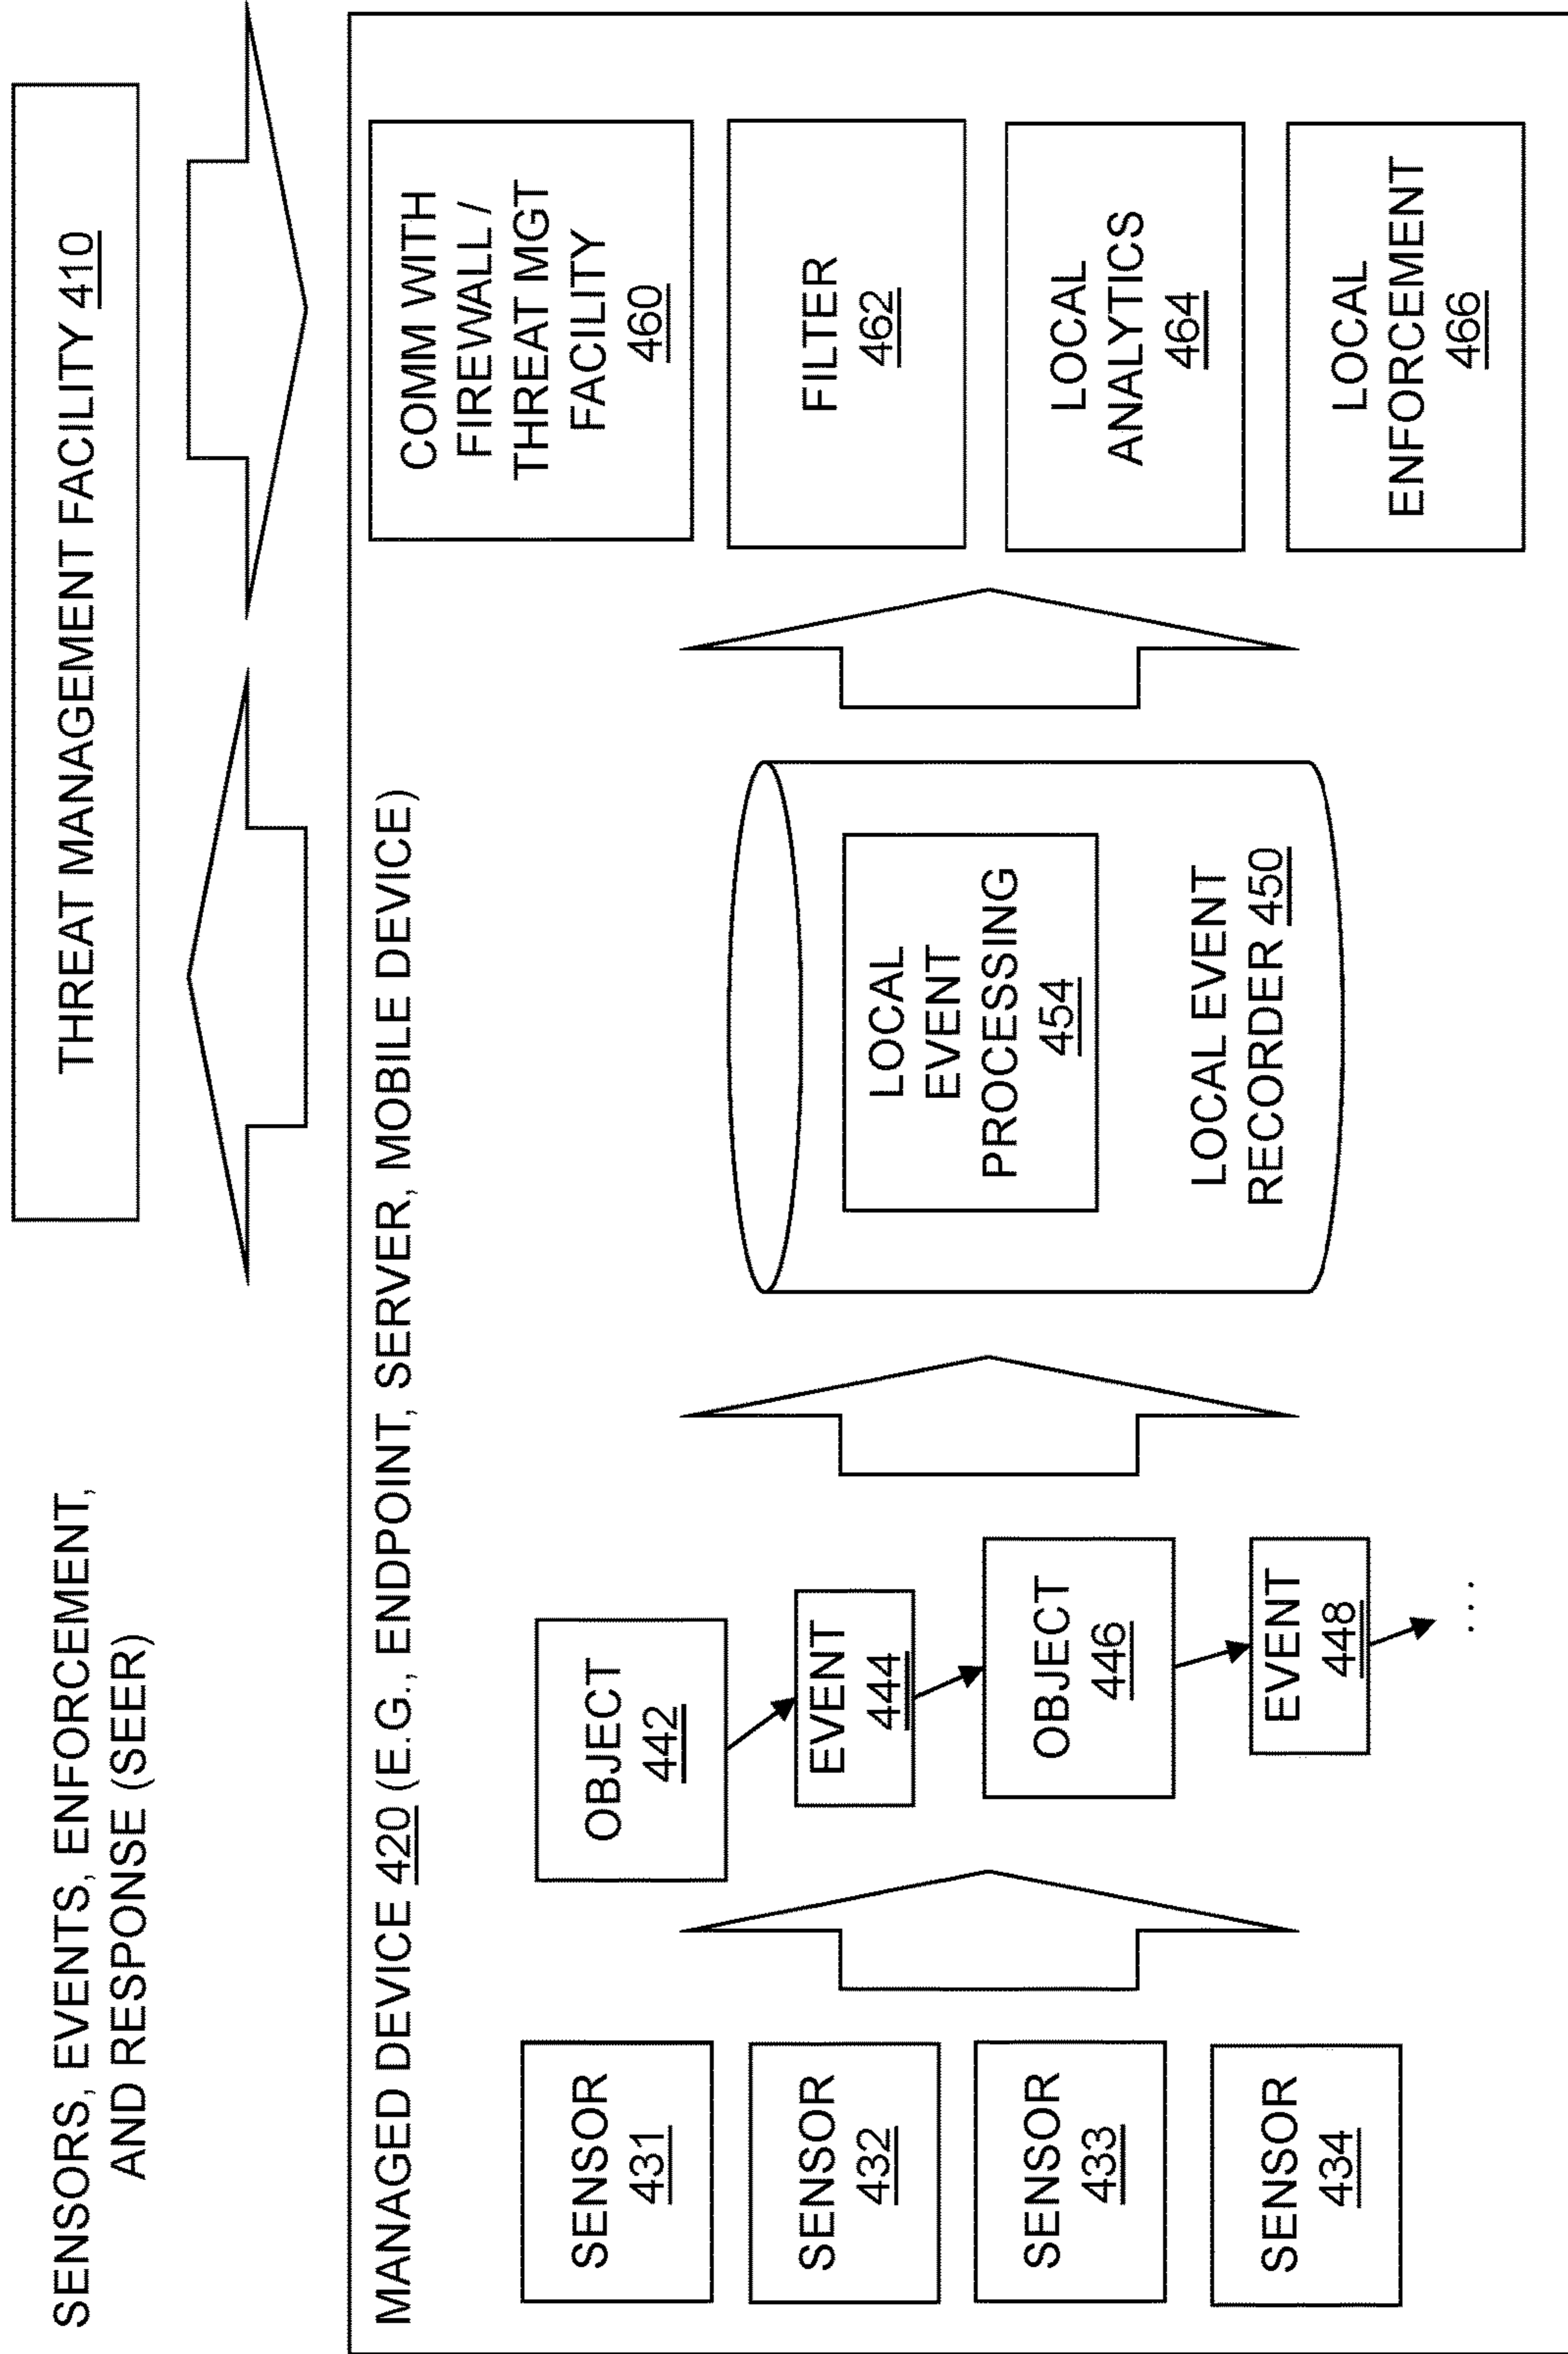 SENSORS, EVENTS, ENFORCEMENT,
AND RESPONSE (SEER)
THREAT MANAGEMENT FACILITY 410
MANAGED DEVICE 420 (E.G., ENDPOINT, SERVER, MOBILE DEVICE)
SENSOR
431
SENSOR
432
SENSOR
433
SENSOR
434
OBJECT
442
EVENT
444
OBJECT
446
EVENT
448
...
LOCAL
EVENT
PROCESSING
454
LOCAL EVENT
RECORDER 450
COMM WITH
FIREWALL /
THREAT MGT
FACILITY
460
FILTER
462
LOCAL
ANALYTICS
464
LOCAL
ENFORCEMENT
466